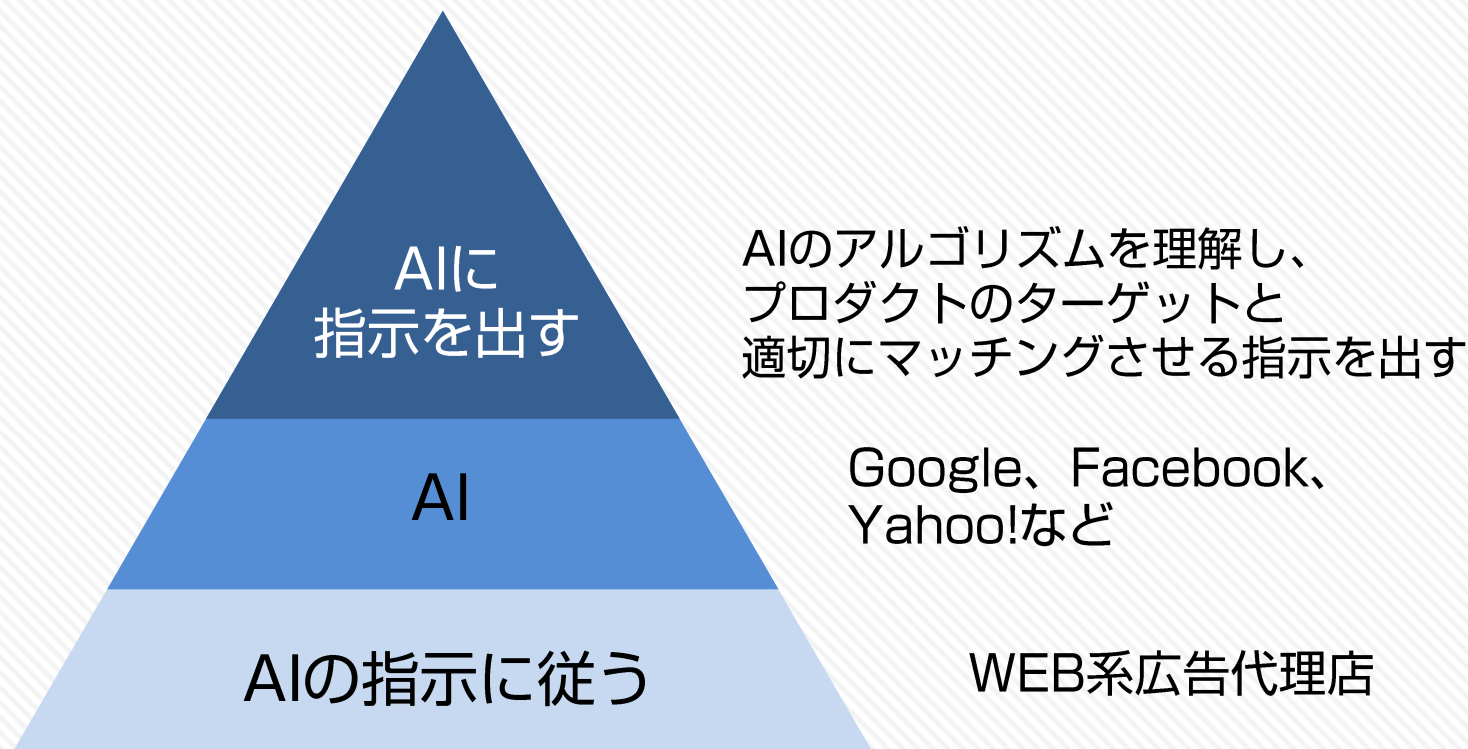 AIに
指示を出す
AIのアルゴリズムを理解し、
プロダクトのターゲットと
適切にマッチングさせる指示を出す
AI
Google、Facebook、
Yahoo!など
AIの指示に従う
WEB系広告代理店